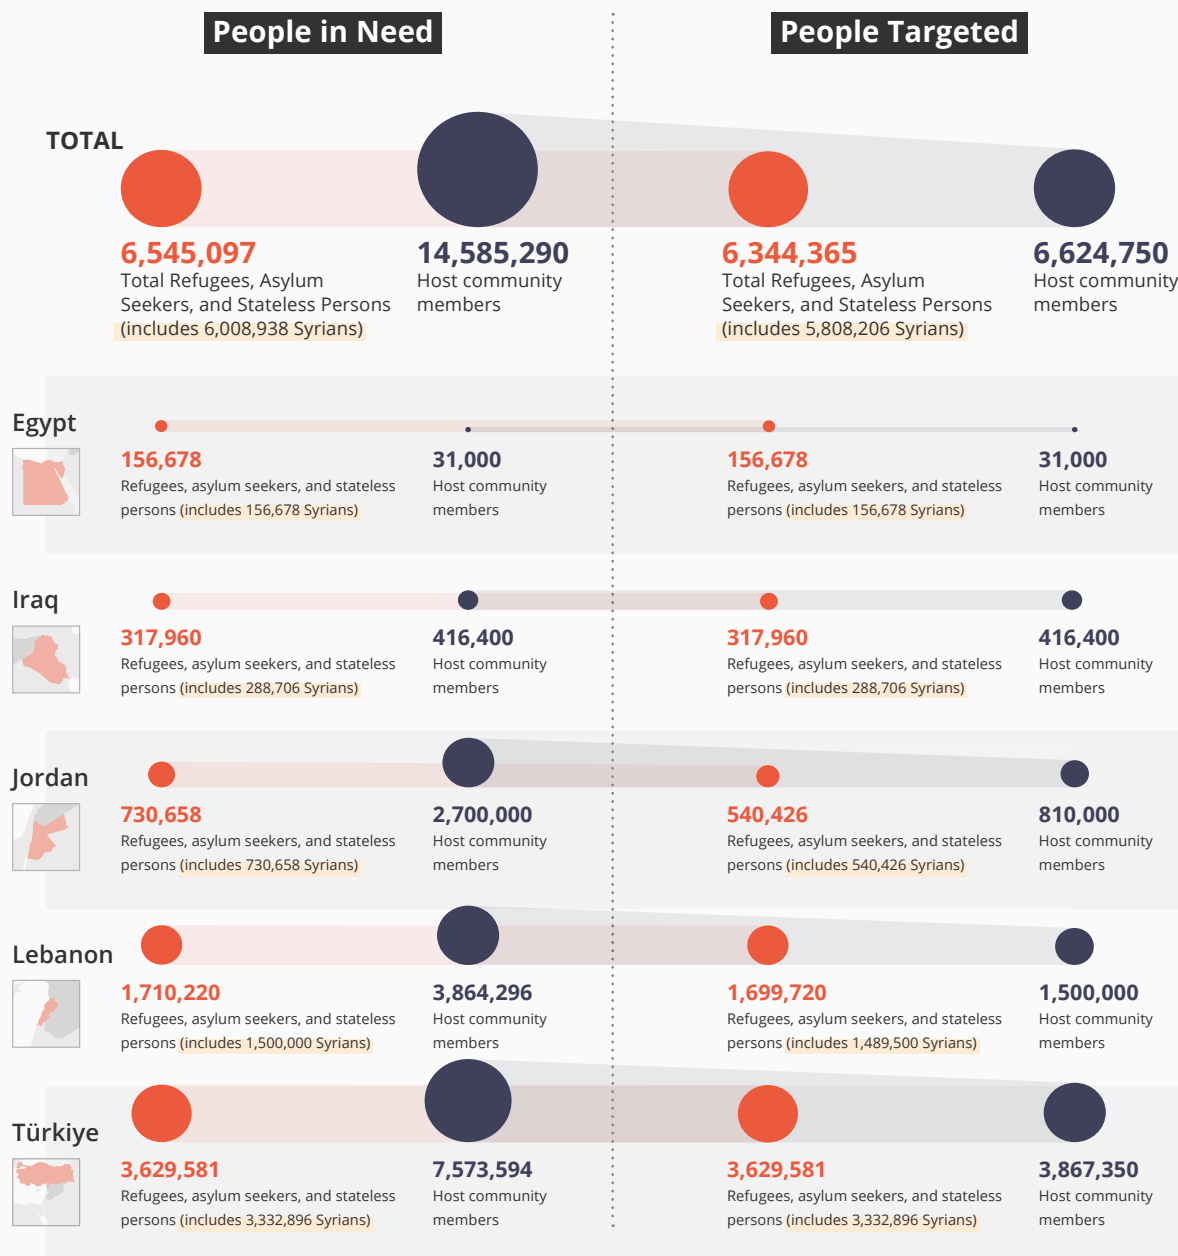 People in Need
People Targeted
TOTAL
6,545,097
Total Refugees, Asylum
Seekers, and Stateless Persons
(includes 6,008,938 Syrians)
14,585,290
Host community
members
6,344,365
Total Refugees, Asylum
Seekers, and Stateless Persons
(includes 5,808,206 Syrians)
6,624,750
Host community
members
Egypt
156,678
Refugees, asylum seekers, and stateless
persons (includes 156,678 Syrians)
31,000
Host community
members
156,678
Refugees, asylum seekers, and stateless
persons (includes 156,678 Syrians)
31,000
Host community
members
Iraq
317,960
Refugees, asylum seekers, and stateless
persons (includes 288,706 Syrians)
416,400
Host community
members
317,960
Refugees, asylum seekers, and stateless
persons (includes 288,706 Syrians)
416,400
Host community
members
Jordan
730,658
Refugees, asylum seekers, and stateless
persons (includes 730,658 Syrians)
2,700,000
Host community
members
540,426
Refugees, asylum seekers, and stateless
persons (includes 540,426 Syrians)
810,000
Host community
members
Lebanon
1,710,220
Refugees, asylum seekers, and stateless
persons (includes 1,500,000 Syrians)
3,864,296
Host community
members
1,699,720
Refugees, asylum seekers, and stateless
persons (includes 1,489,500 Syrians)
1,500,000
Host community
members
Türkiye
3,629,581
Refugees, asylum seekers, and stateless
persons (includes 3,332,896 Syrians)
7,573,594
Host community
members
3,629,581
Refugees, asylum seekers, and stateless
persons (includes 3,332,896 Syrians)
3,867,350
Host community
members